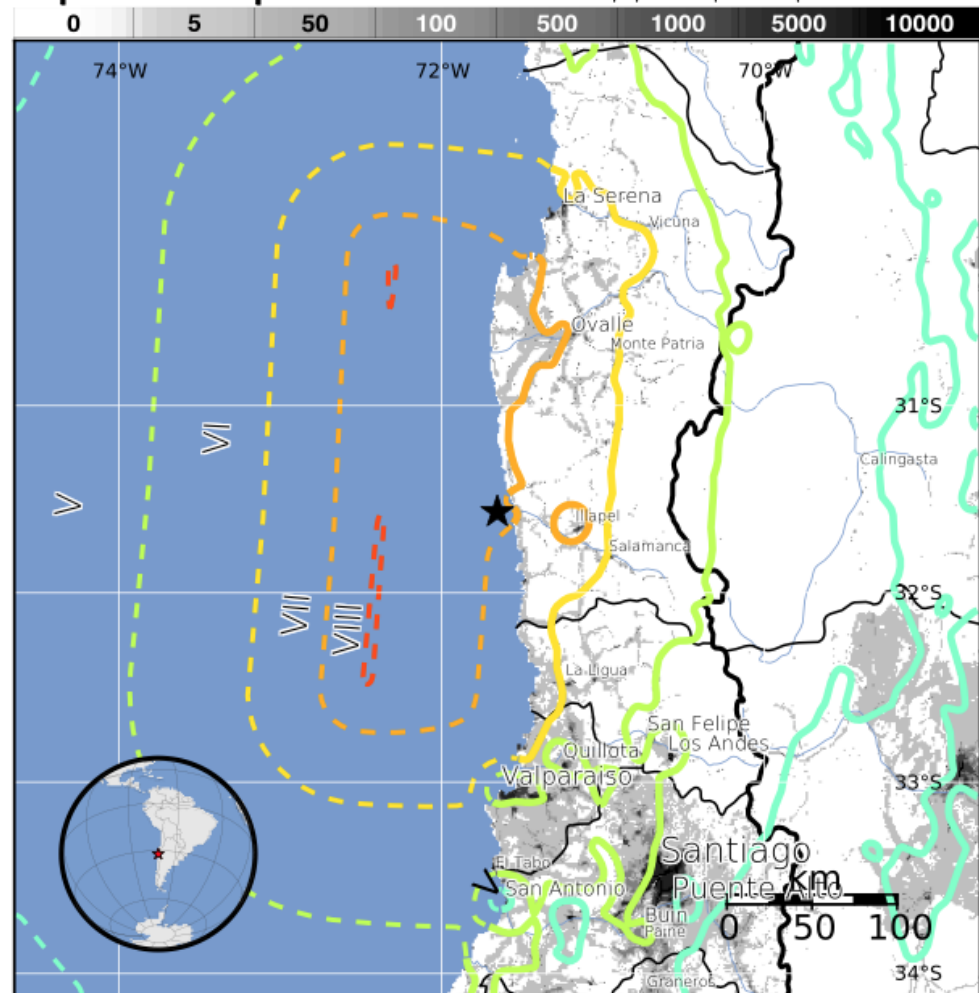 0 5 50 100 500 1000 5000 10000
74°W 72°W 70°W
La Serena
Vicuna
Ovalle
Monte Patria
31°S
VI
Calingasta
V
Illapel
Salamanca
32°S
VII
VIII
La Ligua
San Felipe
Los Andes
Quillota
Valparaiso
33°S
Santiago
El Tabo
V
San Antonio
Puente Alto
km
Buin
0 50 100
Paine
34°S
Graneros